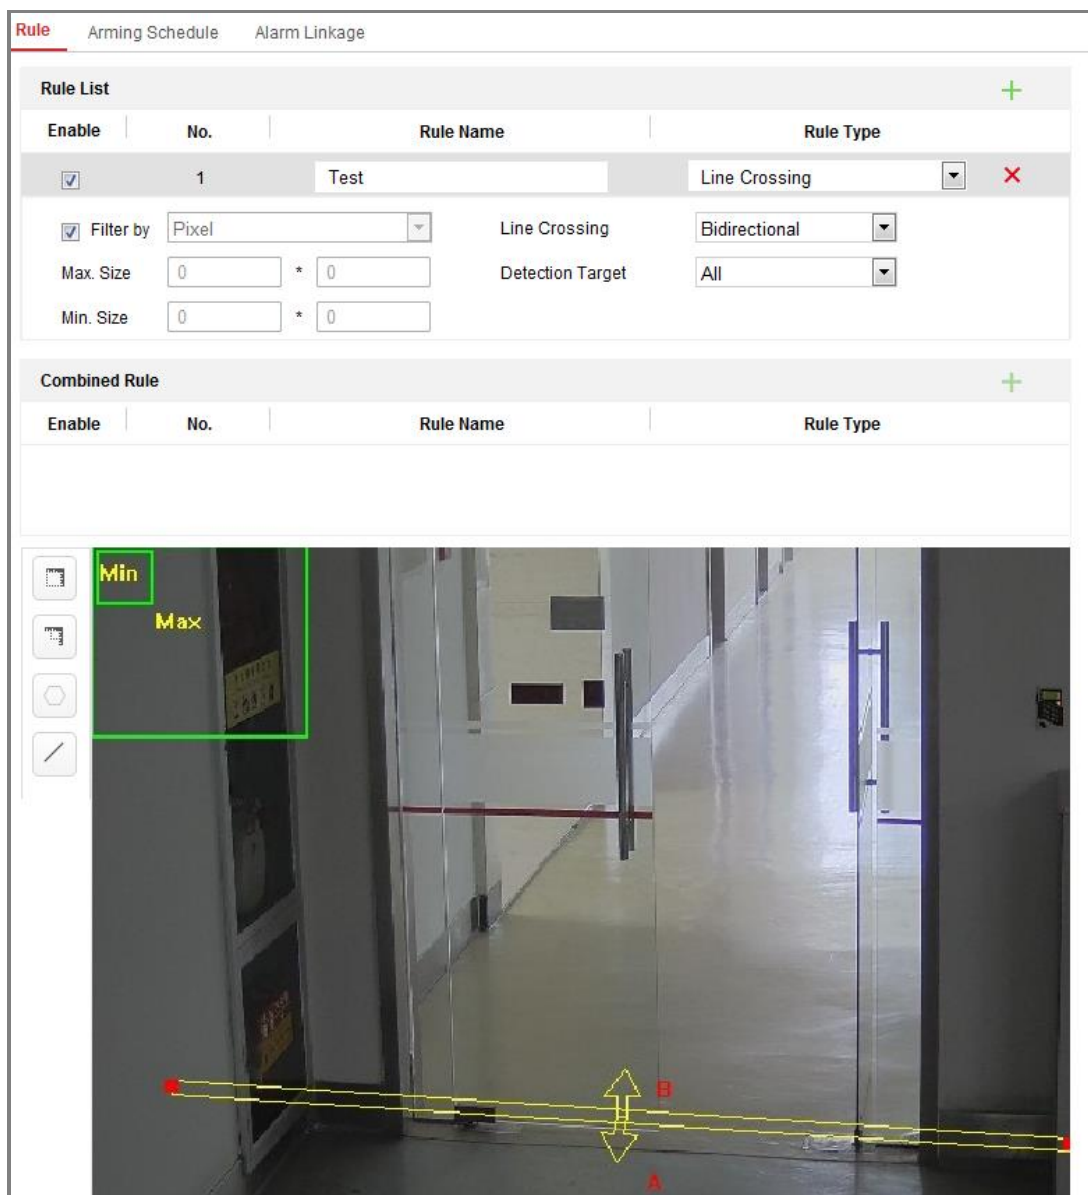 Rule Arming Schedule Alarm Linkage
Rule List
Enable No. Rule Name Rule Type
1 Test Line Crossing
Filter by Pixel Line Crossing Bidirectional
Max. Size 0 * 0 Detection Target All
Min. Size 0 * 0
Combined Rule
Enable No. Rule Name Rule Type
Min
Max
B
A